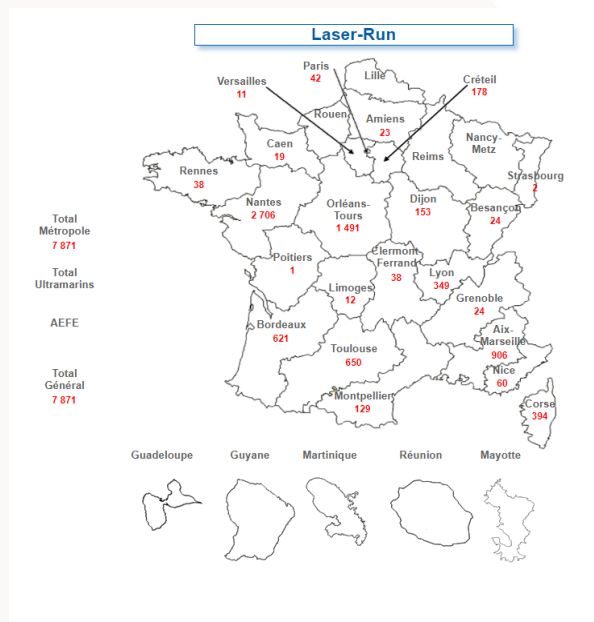 Laser-Run
Paris
42
Versailles
11
Créteil
178
Lille
Rouen
Amiens
23
Caen
19
Reims
Nancy-
Metz
Strasbourg
2
Rennes
38
Nantes
2 706
Orléans-
Tours
1 491
Dijon
153
Besançon
24
Total
Métropole
7 871
Poitiers
1
Clermont
Ferrand
38
Lyon
349
Total
Ultramarins
Limoges
12
Grenoble
24
AEFE
Bordeaux
621
Toulouse
650
Aix-
Marseille
906
Nice
60
Total
Général
7 871
Montpellier
129
Corse
394
Guadeloupe
Guyane
Martinique
Réunion
Mayotte